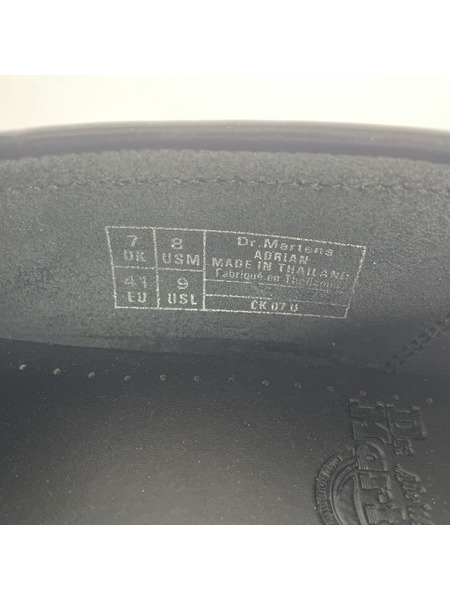 7
UK
8
USM
41
EU
9
USL
Dr.Martens
ADRIAN
MADE IN THAILAND
Fabriqué en Thaïlande
CK 07 U
Dr.